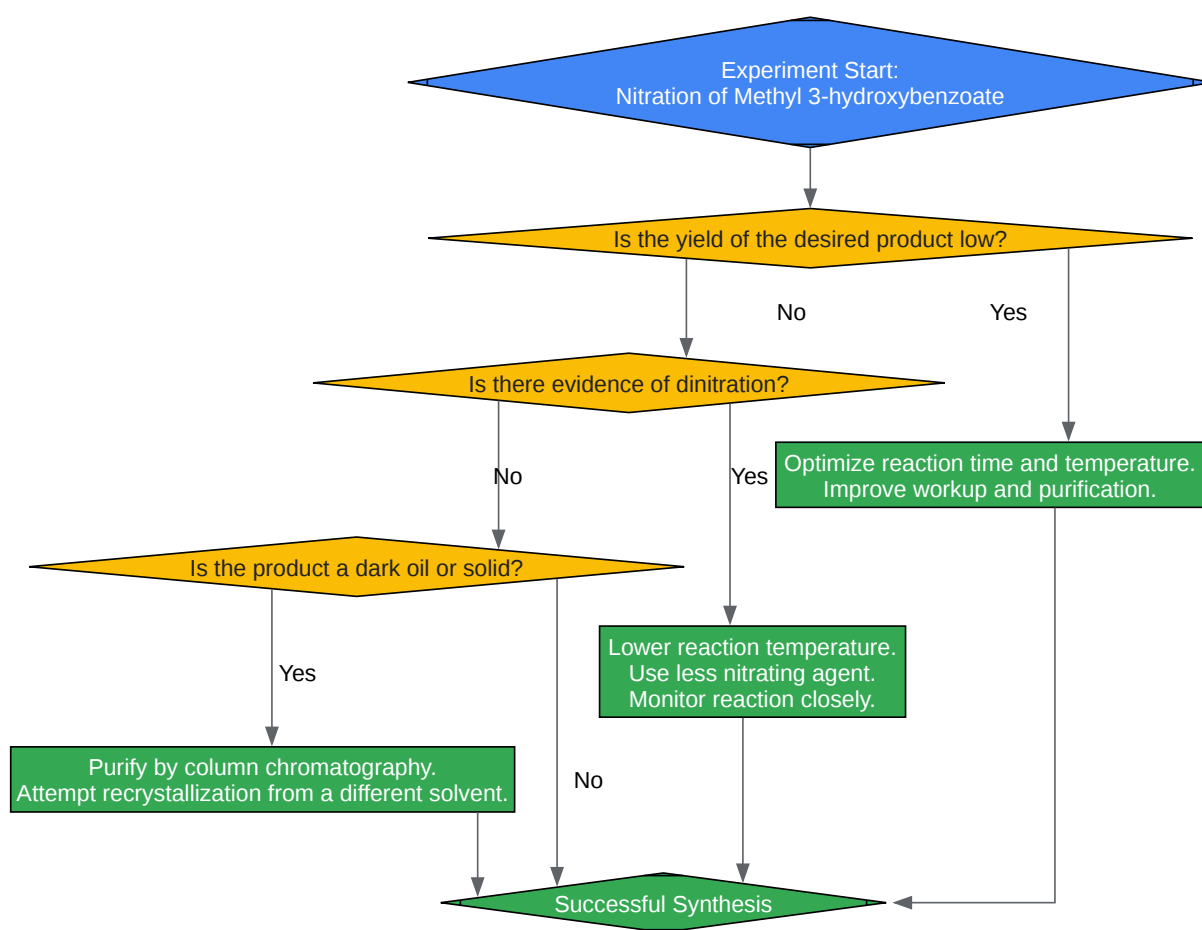 Experiment Start:
Nitration of Methyl 3-hydroxybenzoate
Is the yield of the desired product low?
No
Yes
Is there evidence of dinitration?
Optimize reaction time and temperature.
Improve workup and purification.
No
Yes
Is the product a dark oil or solid?
Lower reaction temperature.
Use less nitrating agent.
Monitor reaction closely.
Yes
Purify by column chromatography.
Attempt recrystallization from a different solvent.
No
Successful Synthesis